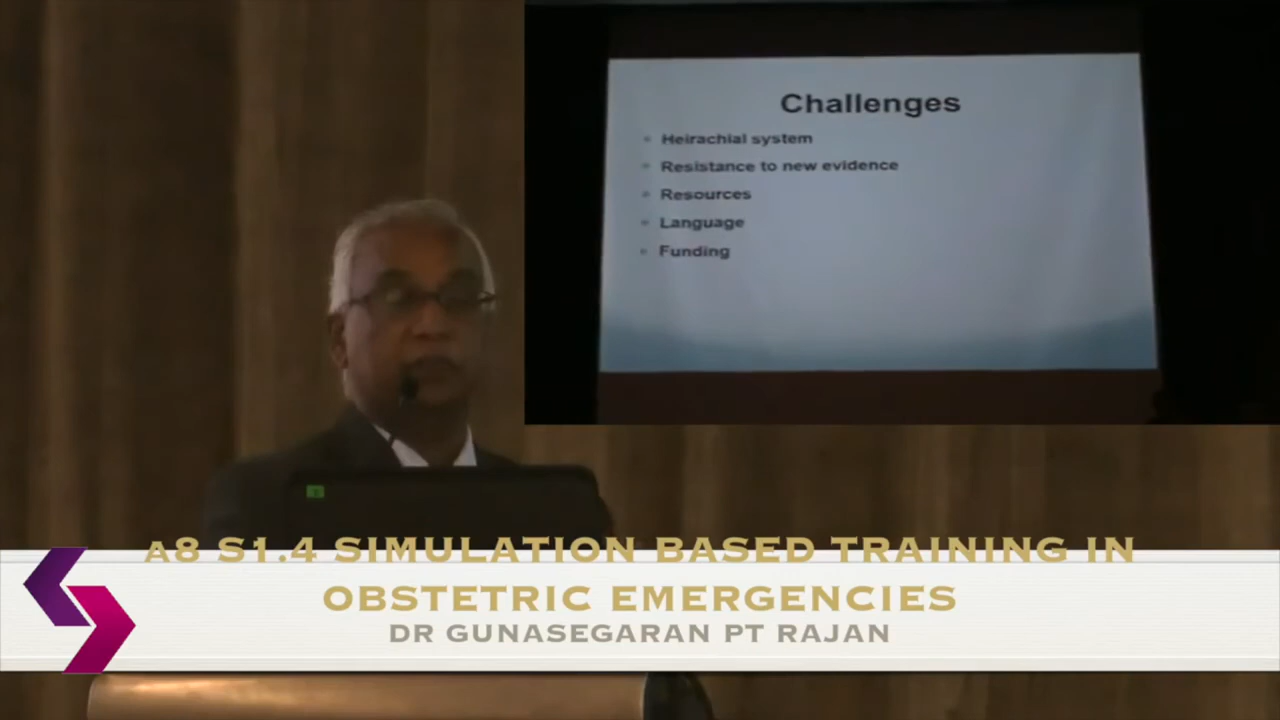 Challenges
Heirachial system
Resistance to new evidence
Resources
Language
Funding
A8 S1.4 SIMULATION BASED TRAINING IN
OBSTETRIC EMERGENCIES
DR GUNASEGARAN PT RAJAN